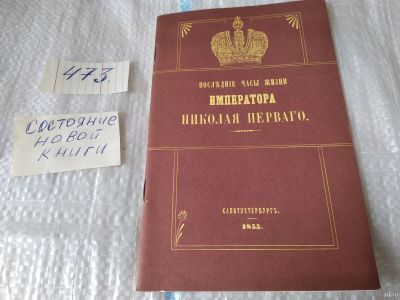 473.
СОСТОЯНИЕ
НОВОЙ
КНИГИ
ПОСЛѢДНІЕ ЧАСЫ ЖИЗНИ
ИМПЕРАТОРА
НИКОЛАЯ ПЕРВАГО.
САНКТПЕТЕРБУРГЪ.
1855.